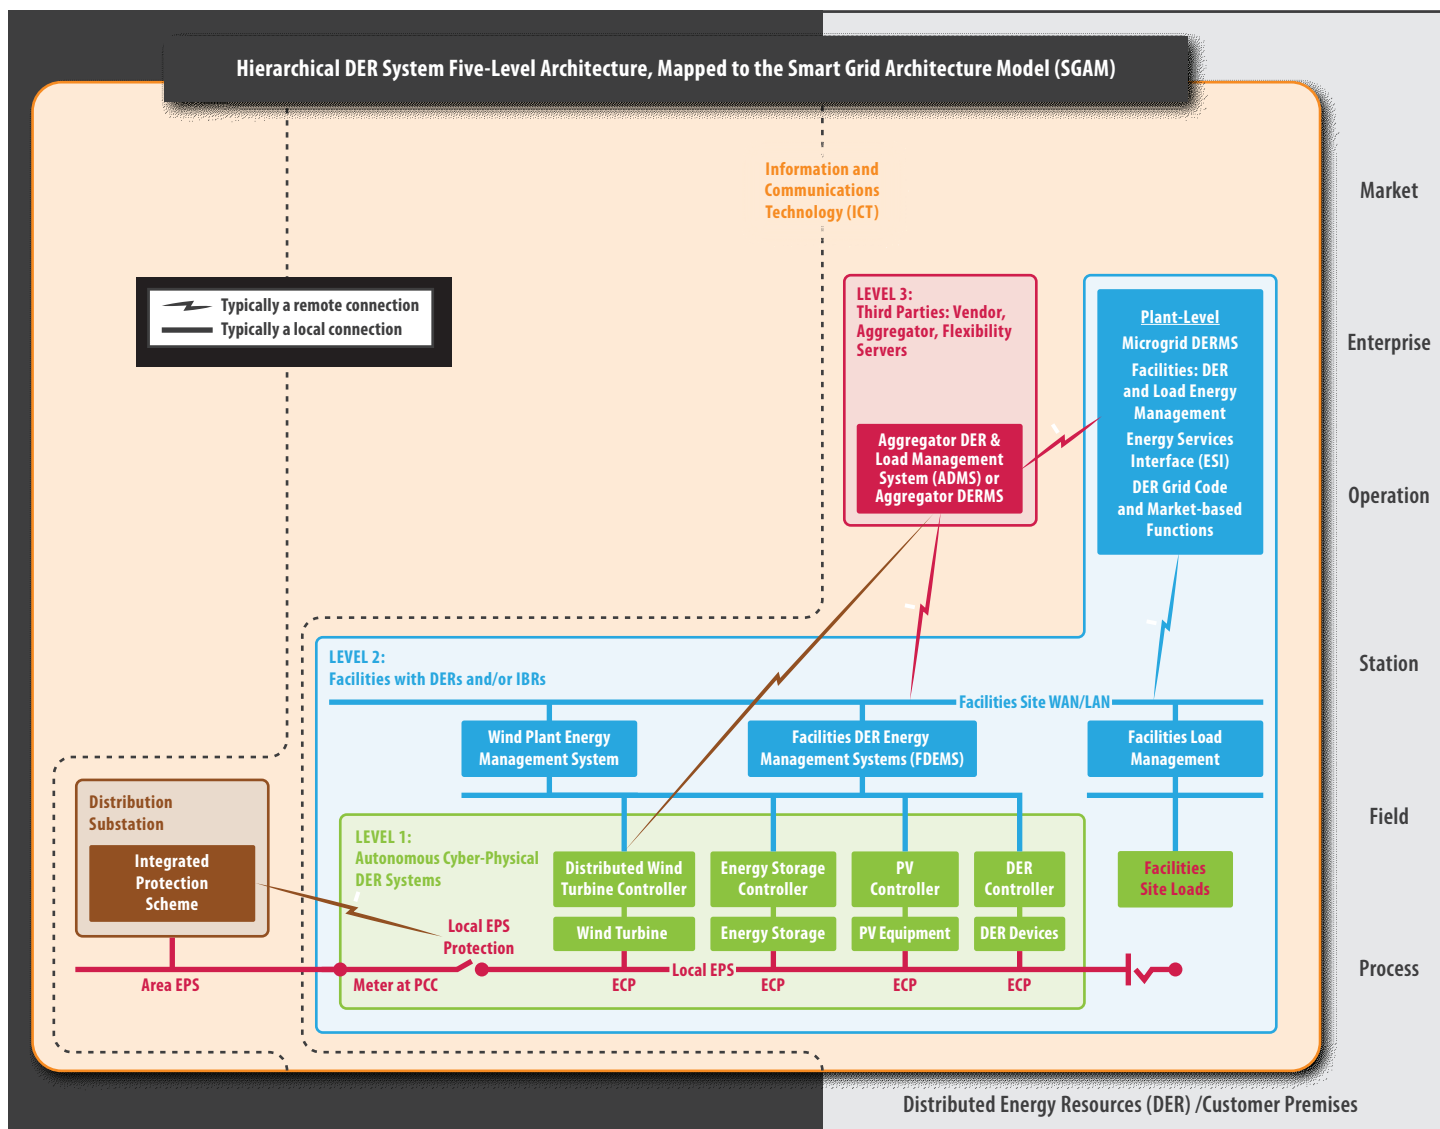 Hierarchical DER System Five-Level Architecture, Mapped to the Smart Grid Architecture Model (SGAM)
Information and
Communications
Technology (ICT)
Market
Typically a remote connection
Typically a local connection
LEVEL 3:
Third Parties: Vendor,
Aggregator, Flexibility
Servers
Aggregator DER &
Load Management
System (ADMS) or
Aggregator DERMS
Plant-Level
Microgrid DERMS
Facilities: DER
and Load Energy
Management
Energy Services
Interface (ESI)
DER Grid Code
and Market-based
Functions
Enterprise
Operation
LEVEL 2:
Facilities with DERs and/or IBRs
Station
Facilities Site WAN/LAN
Wind Plant Energy
Management System
Facilities DER Energy
Management Systems (FDEMS)
Facilities Load
Management
Distribution
Substation
Integrated
Protection
Scheme
Field
LEVEL 1:
Autonomous Cyber-Physical
DER Systems
Distributed Wind
Turbine Controller
Energy Storage
Controller
PV
Controller
DER
Controller
Facilities
Site Loads
Local EPS
Protection
Wind Turbine
Energy Storage
PV Equipment
DER Devices
Local EPS
Process
Area EPS
Meter at PCC
ECP
ECP
ECP
ECP
Distributed Energy Resources (DER) /Customer Premises